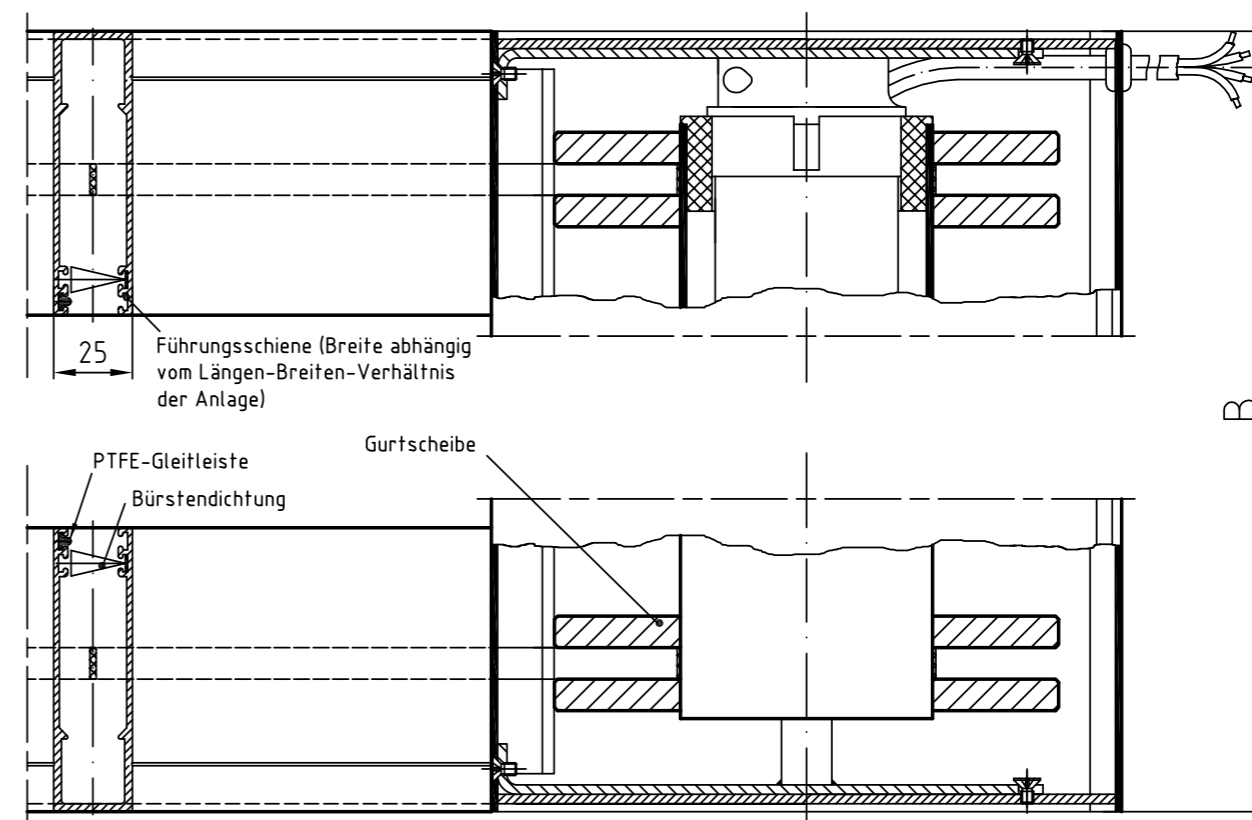 25
Führungsschiene (Breite abhängig
vom Längen-Breiten-Verhältnis
der Anlage)
B
Gurtscheibe
PTFE-Gleitleiste
Bürstendichtung